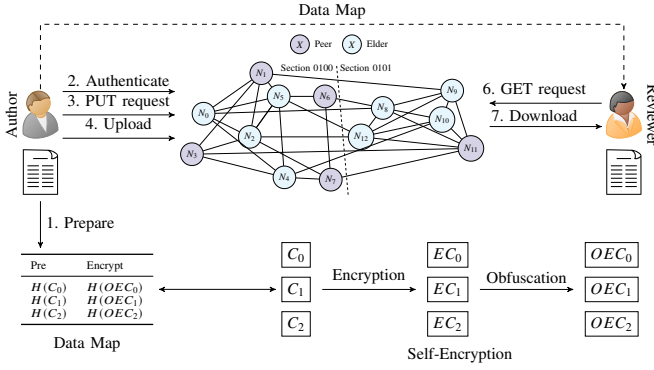 Data Map
X Peer X Elder
Section 0100 Section 0101
Author
2. Authenticate
3. PUT request
4. Upload
N0
N1
N2
N3
N4
N5
N6
N7
N8
N9
N10
N11
N12
6. GET request
7. Download
Reviewer
1. Prepare
Pre Encrypt
H(C0) H(OEC0)
H(C1) H(OEC1)
H(C2) H(OEC2)
Data Map
C0
C1
C2
Encryption
EC0
EC1
EC2
Obfuscation
OEC0
OEC1
OEC2
Self-Encryption